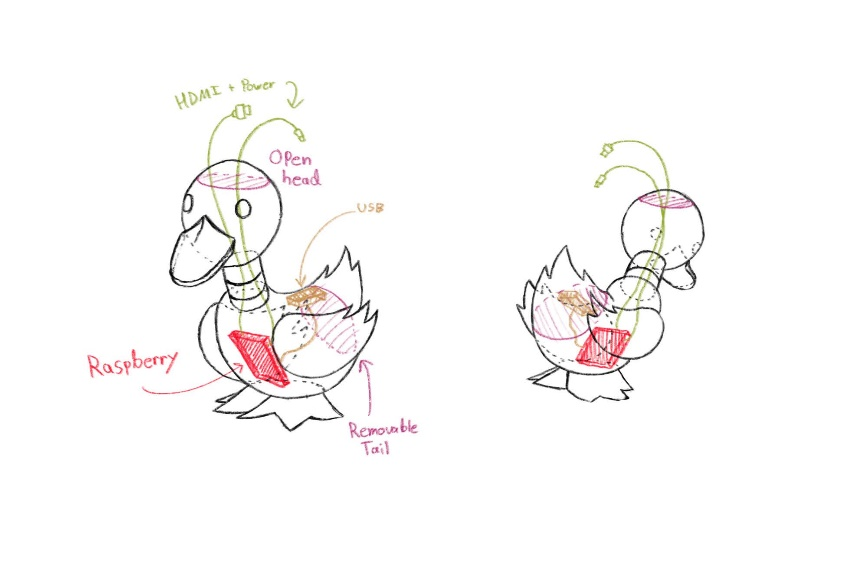 HDMI + Power
Open
head
USB
Raspberry
Removable
Tail